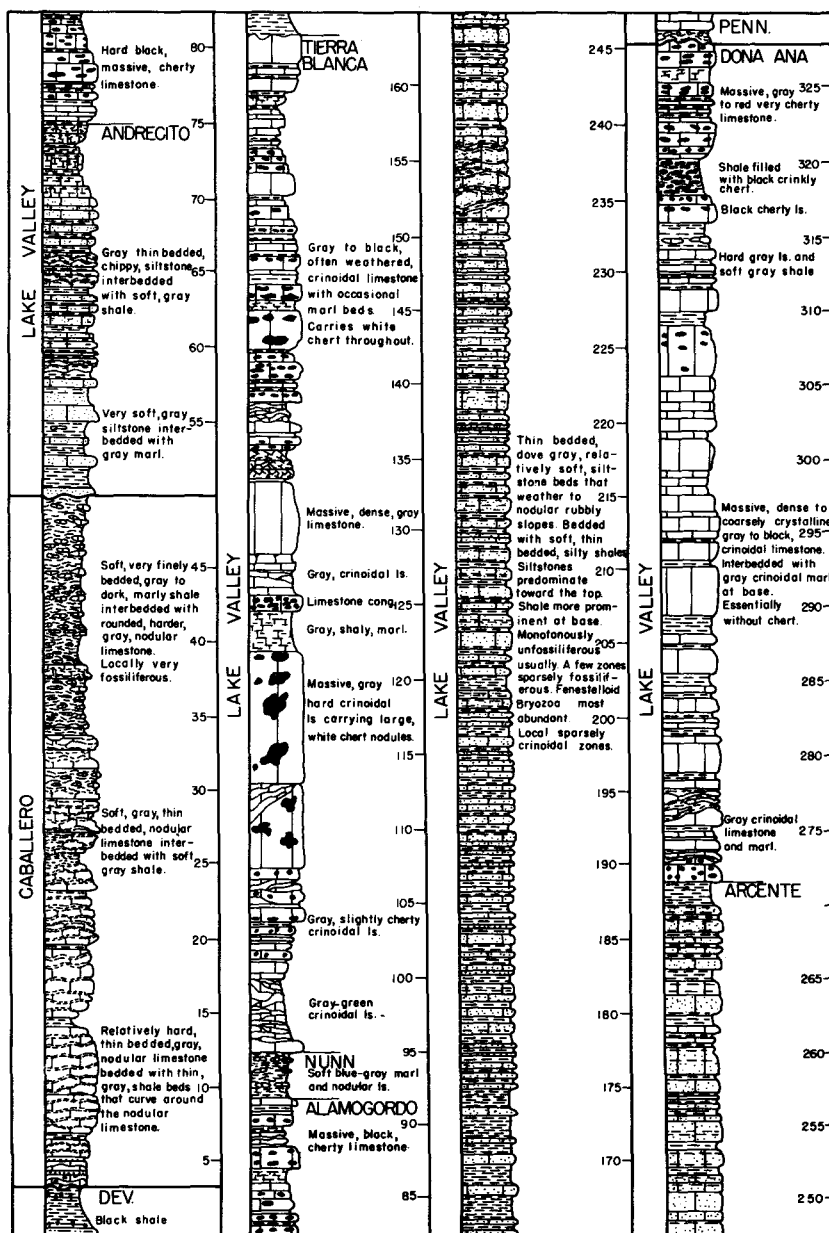 80
Hard black,
massive, cherty
limestone.
75
ANDRECITO
70
LAKE VALLEY
Gray thin bedded,
chippy, siltstone
65
interbedded
with soft, gray
shale.
60
Very soft, gray
siltstone inter-
55
bedded with
gray marl.
CABALLERO
45
Soft, very finely
bedded, gray to
dork, marly shale
interbedded with
rounded, harder,
gray, nodular
40
limestone.
Locally very
fossiliferous.
35
30
Soft, gray, thin
bedded, nodular
limestone inter-
bedded with soft
25
gray shale.
20
15
Relatively hard,
thin bedded, gray,
nodular limestone
bedded with thin,
gray, shale beds
10
that curve around
the nodular
limestone.
5
DEV.
Black shale
TIERRA
BLANCA
160
155
150
Gray to black,
often weathered,
crinoidal limestone
with occasional
marl beds.
145
Carries white
chert throughout.
140
135
Massive, dense, gray
limestone.
130
LAKE VALLEY
Gray, crinoidal ls.
Limestone cong.
125
Gray, shaly, marl.
120
Massive, gray
hard crinoidal
ls carrying large,
white chert nodules.
115
110
105
Gray, slightly cherty
crinoidal ls.
100
Gray-green
crinoidal ls. -
95
NUNN
Soft blue-gray marl
and nodular ls.
ALAMOGORDO
90
Massive, black,
cherty limestone.
85
245
240
235
230
225
220
Thin bedded,
dove gray, rela-
tively soft, silt-
stone beds that
weather to
215
nodular rubbly
slopes. Bedded
with soft, thin
bedded, silty shales
Siltstones
210
predominate
toward the top.
Shale more prom-
inent at base.
Monotonously
205
unfossiliferous
usually. A few zones
sparsely fossilif-
erous. Fenestelloid
Bryozoa most
abundant.
200
Local sparsely
crinoidal zones.
LAKE VALLEY
195
190
185
180
175
170
PENN.
DONA ANA
325
Massive, gray
to red very cherty
limestone.
320
Shale filled
with black crinkly
chert.
Black cherty ls.
315
Hard gray ls. and
soft gray shale
310
305
300
Massive, dense to
coarsely crystalline
295
gray to block,
crinoidal limestone.
Interbedded with
gray crinoidal marl
at base.
Essentially
290
without chert.
LAKE VALLEY
285
280
Gray crinoidal
limestone
275
and marl.
ARCENTE
265
260
255
250